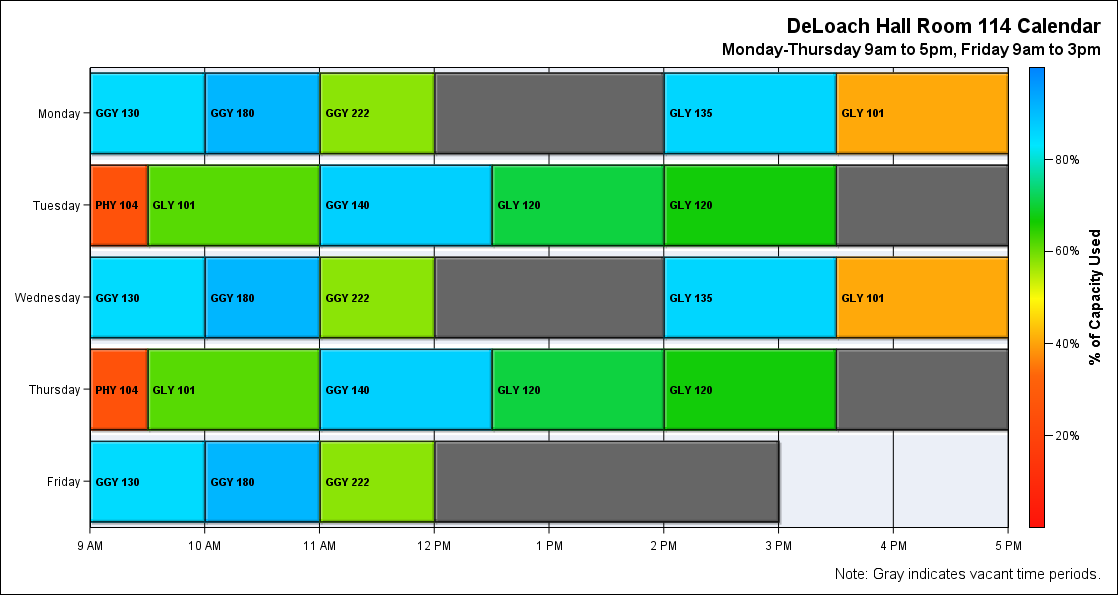 DeLoach Hall Room 114 Calendar
Monday-Thursday 9am to 5pm, Friday 9am to 3pm
Monday
GGY 130
GGY 180
GGY 222
GLY 135
GLY 101
80%
Tuesday
PHY 104
GLY 101
GGY 140
GLY 120
GLY 120
60%
Wednesday
GGY 130
GGY 180
GGY 222
GLY 135
GLY 101
40%
% of Capacity Used
Thursday
PHY 104
GLY 101
GGY 140
GLY 120
GLY 120
20%
Friday
GGY 130
GGY 180
GGY 222
9 AM
10 AM
11 AM
12 PM
1 PM
2 PM
3 PM
4 PM
5 PM
Note: Gray indicates vacant time periods.